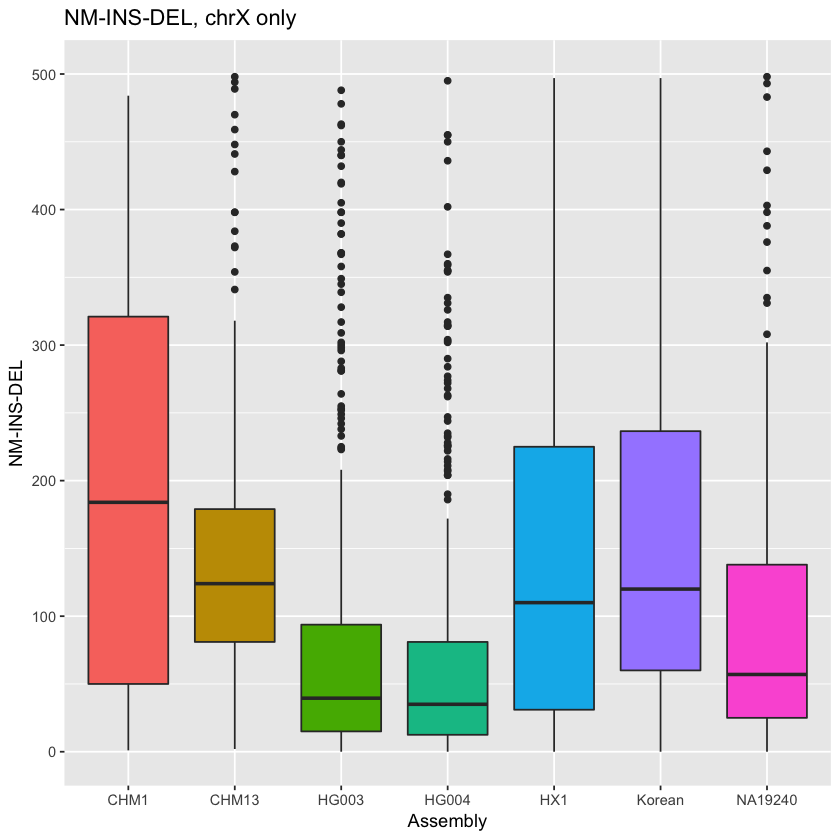 NM-INS-DEL, chrX only
NM-INS-DEL
500
400
300
200
100
0
CHM1 CHM13 HG003 HG004 HX1 Korean NA19240
Assembly